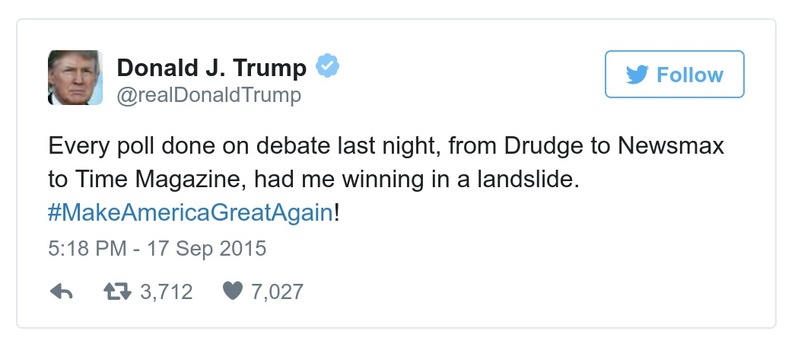 Donald J. Trump
@realDonaldTrump
Follow
Every poll done on debate last night, from Drudge to Newsmax
to Time Magazine, had me winning in a landslide.
#MakeAmericaGreatAgain!
5:18 PM - 17 Sep 2015
3,712 7,027